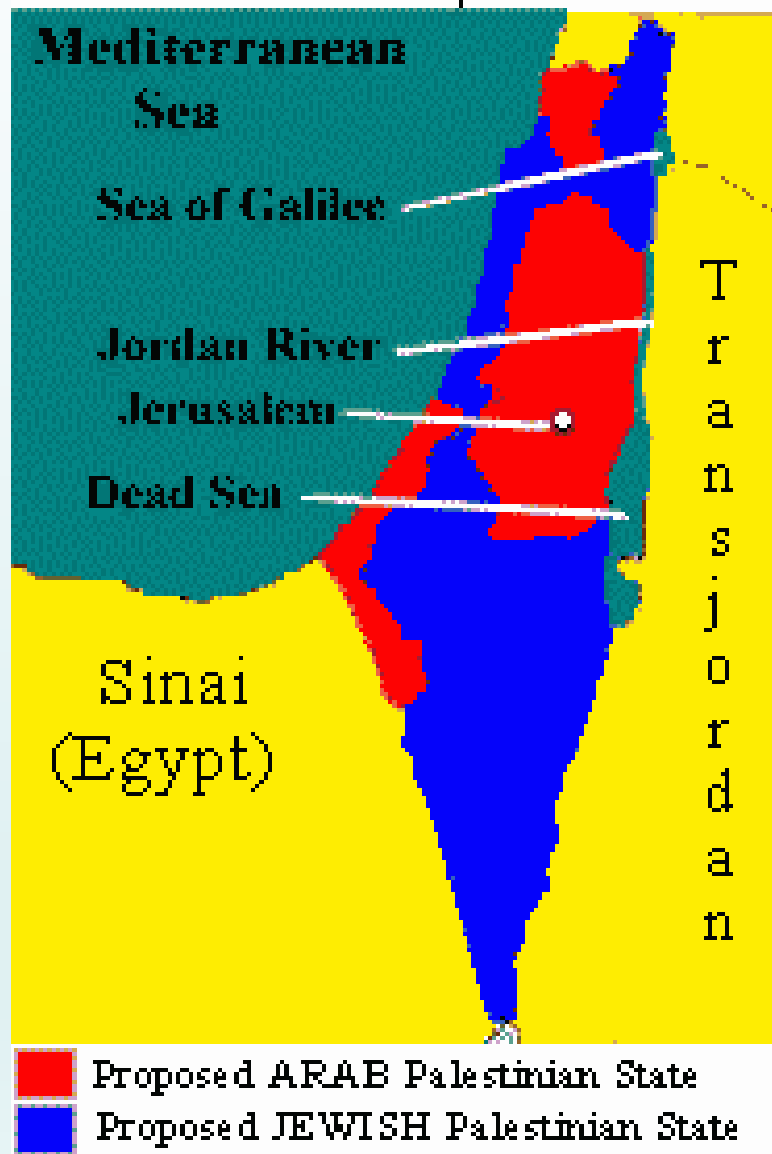 Mediterranean
Sea
Sea of Galilee
Jordan River
Jerusalem
Dead Sea
Transjordan
Sinai
(Egypt)
Proposed ARAB Palestinian State
Proposed JEWISH Palestinian State